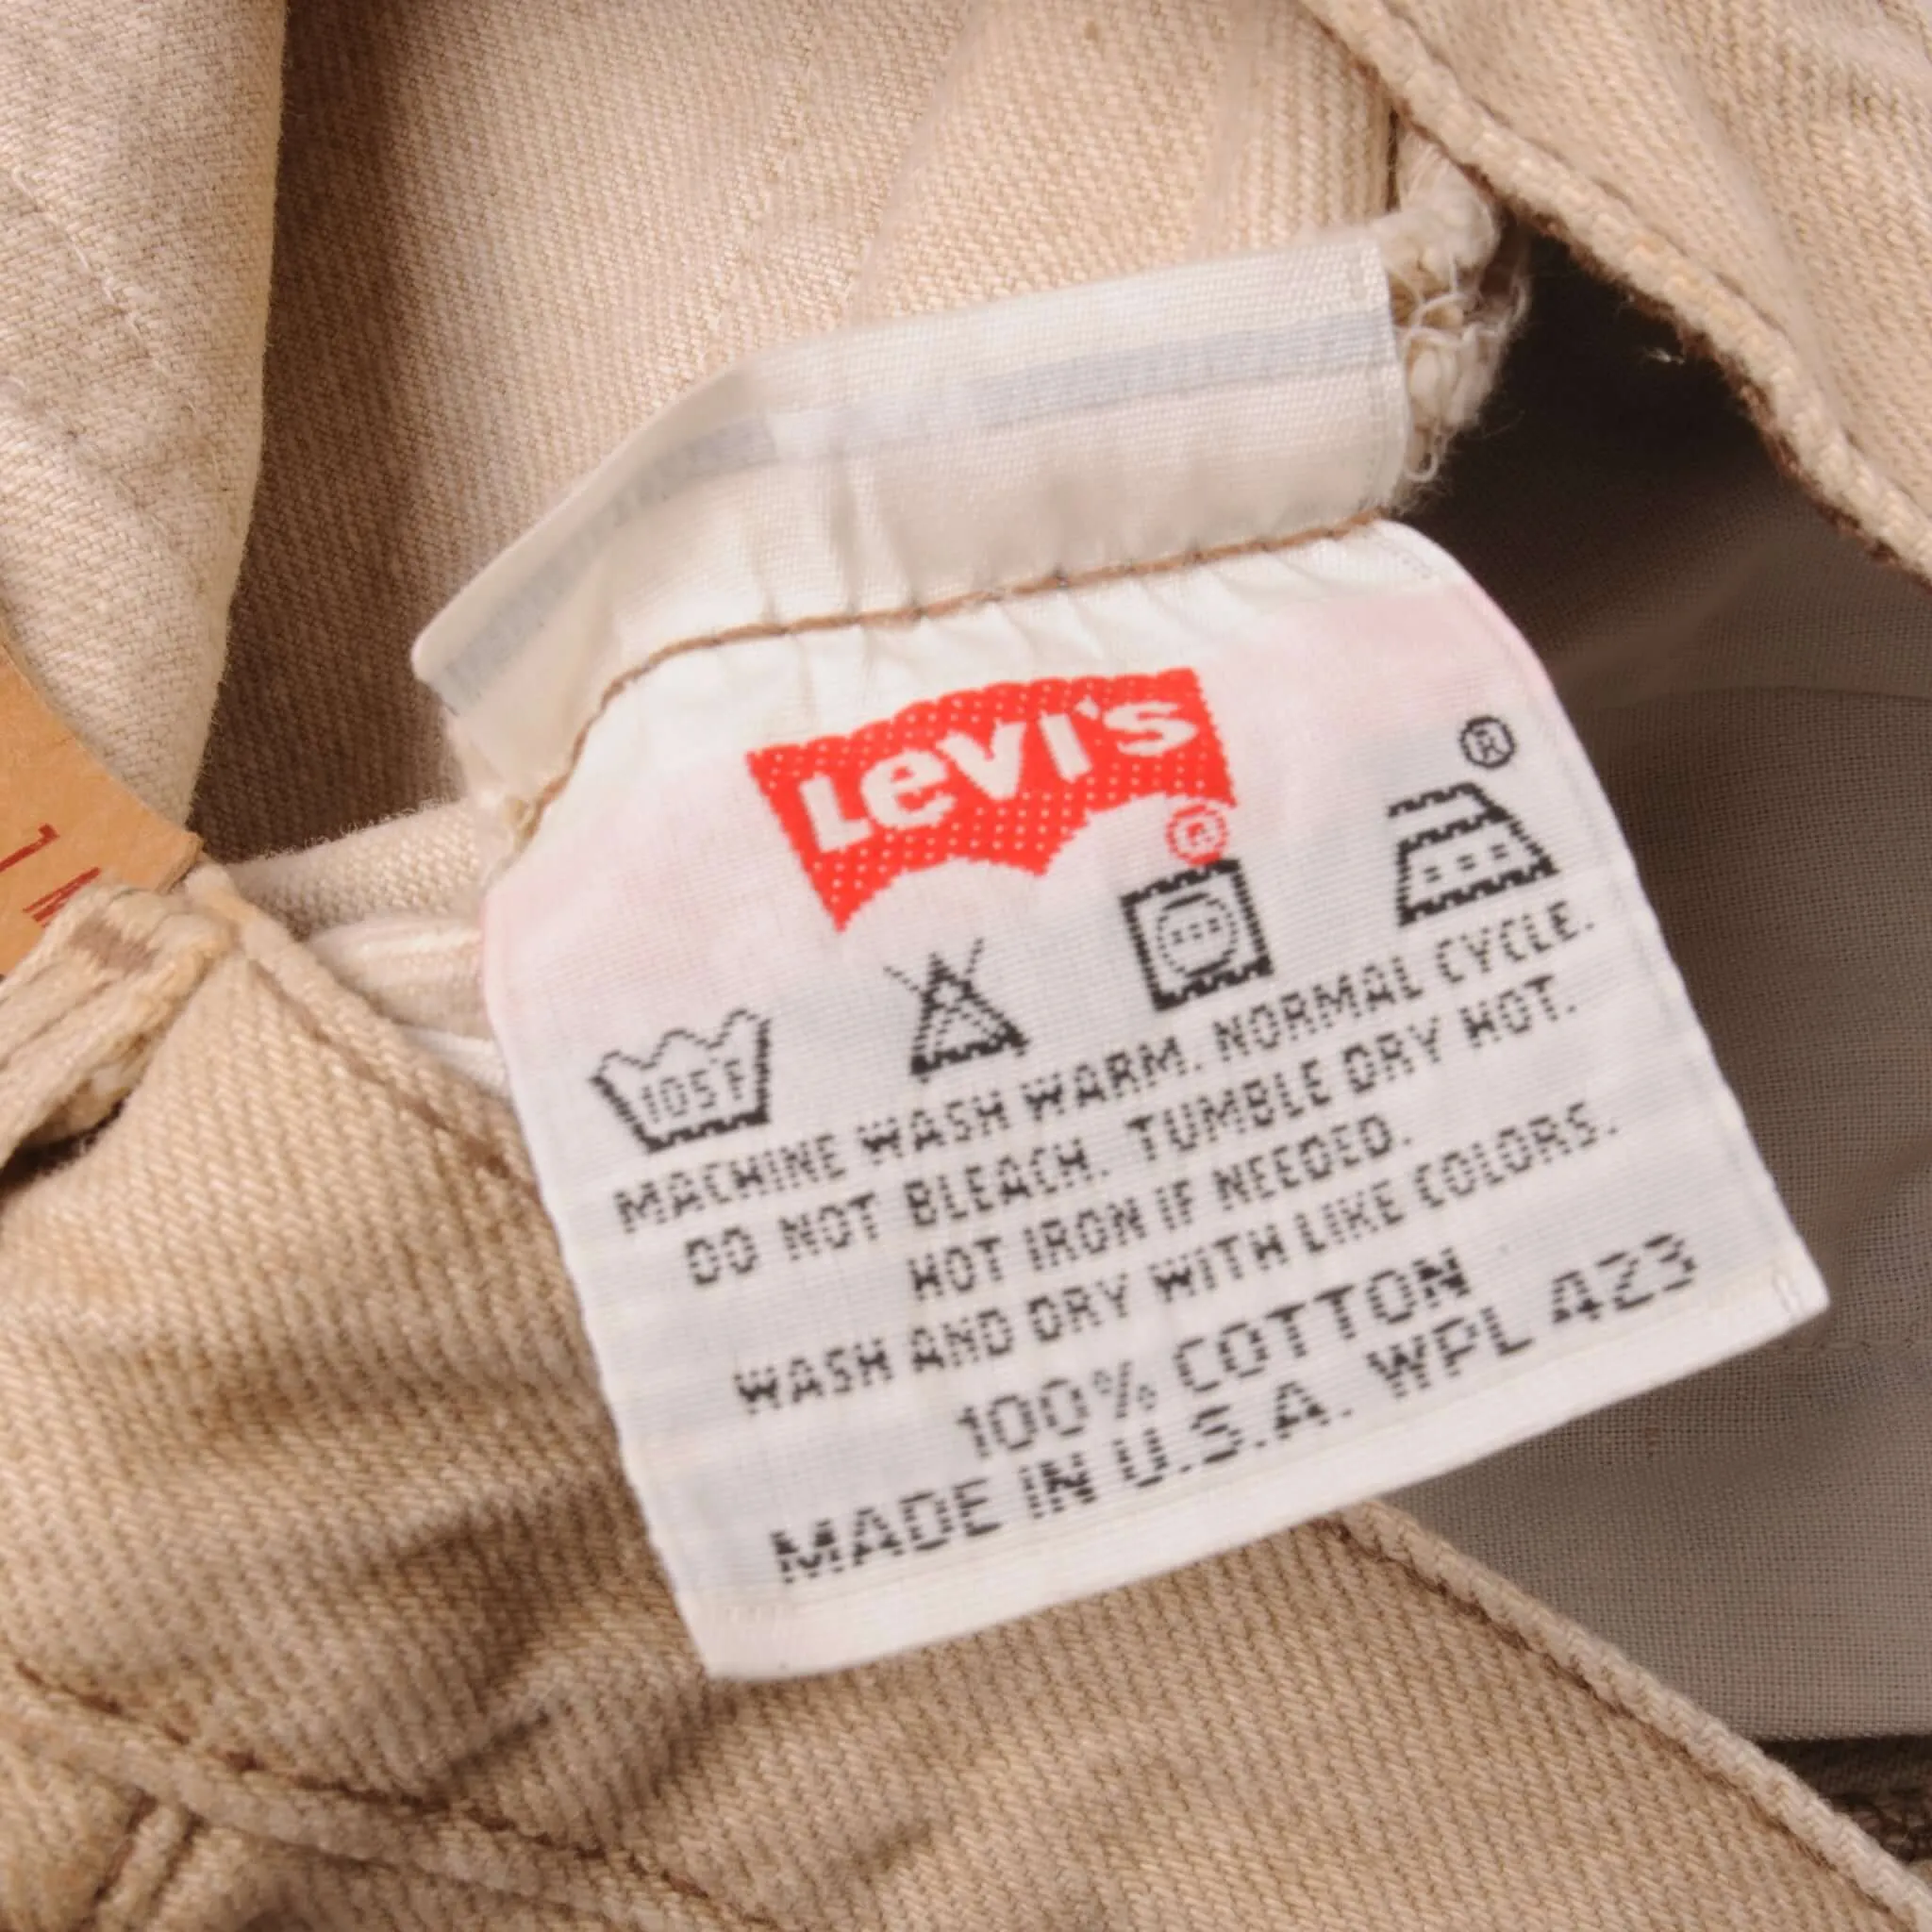 Levi's
®
®
105 F
MACHINE WASH WARM. NORMAL CYCLE.
DO NOT BLEACH. TUMBLE DRY HOT.
HOT IRON IF NEEDED.
WASH AND DRY WITH LIKE COLORS.
100% COTTON
MADE IN U.S.A. WPL 423